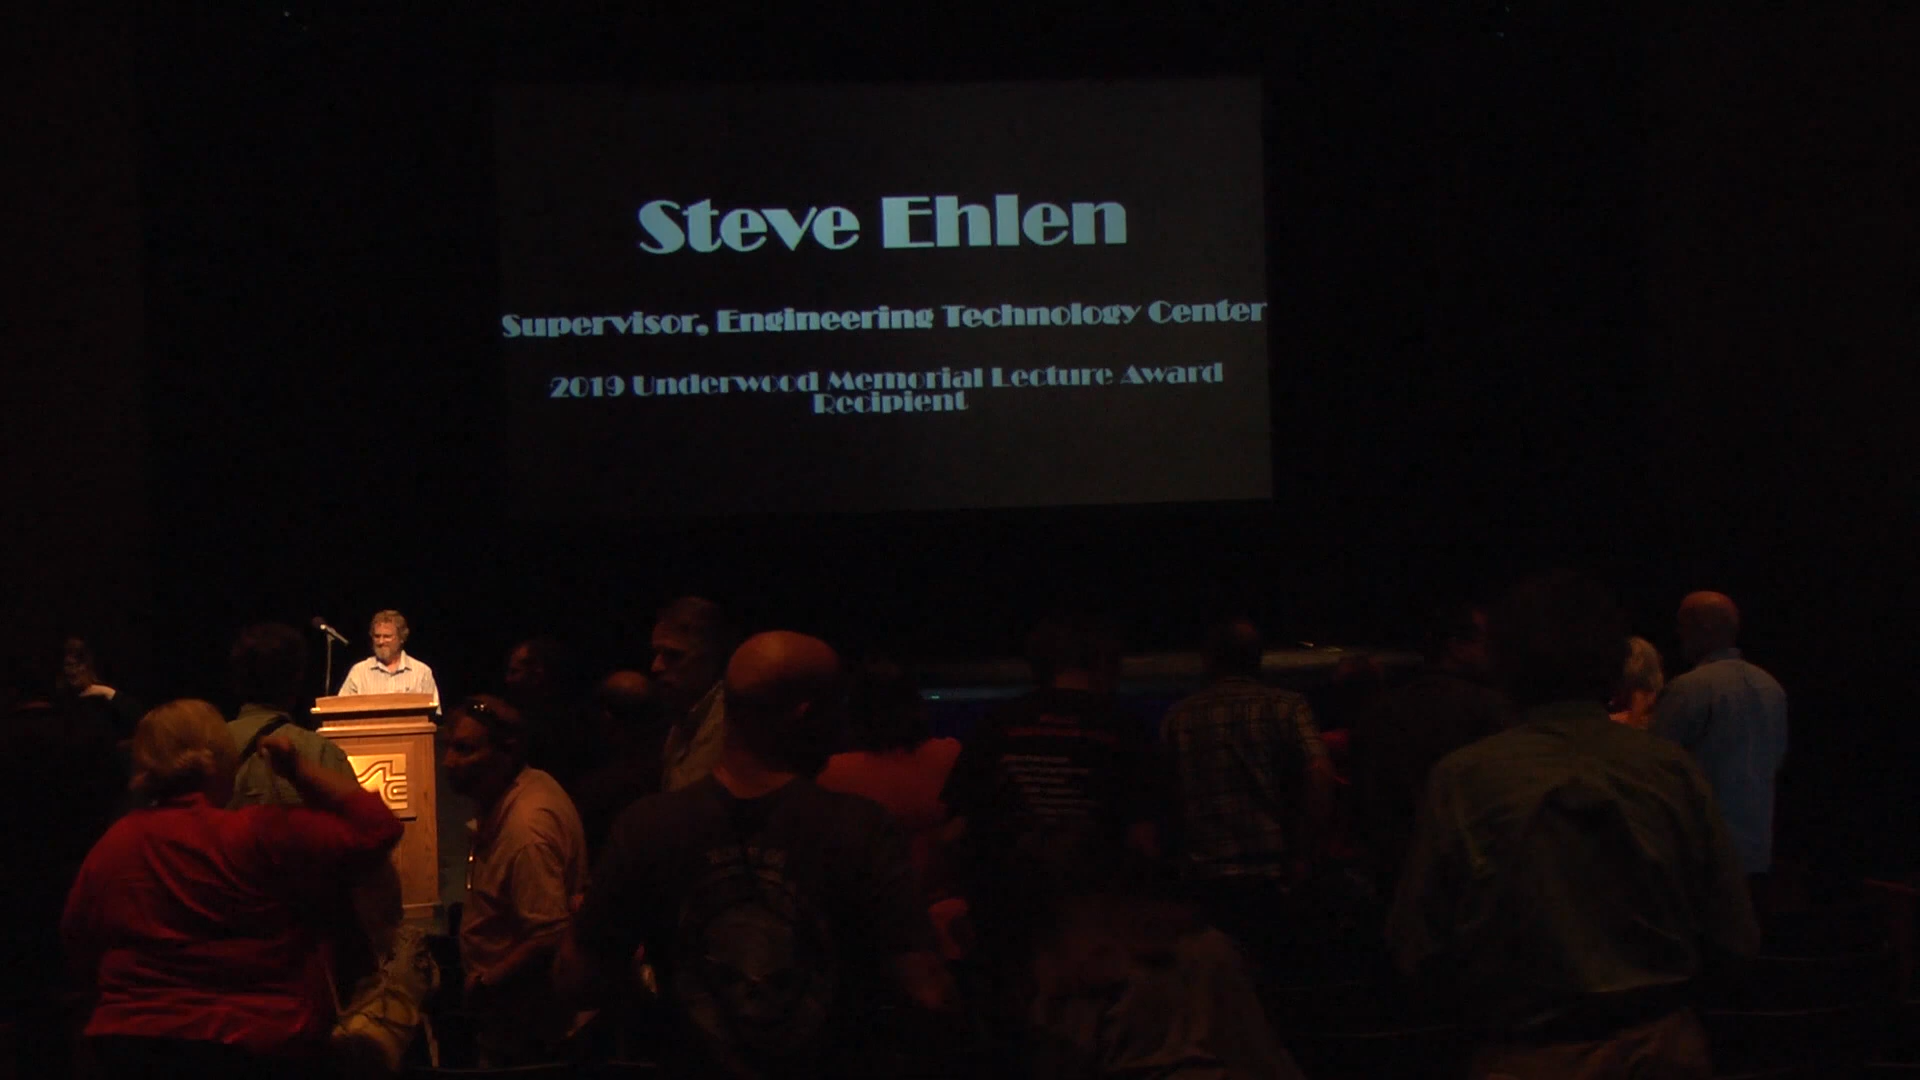 Steve Ehlen
Supervisor, Engineering Technology Center
2019 Underwood Memorial Lecture Award
Recipient